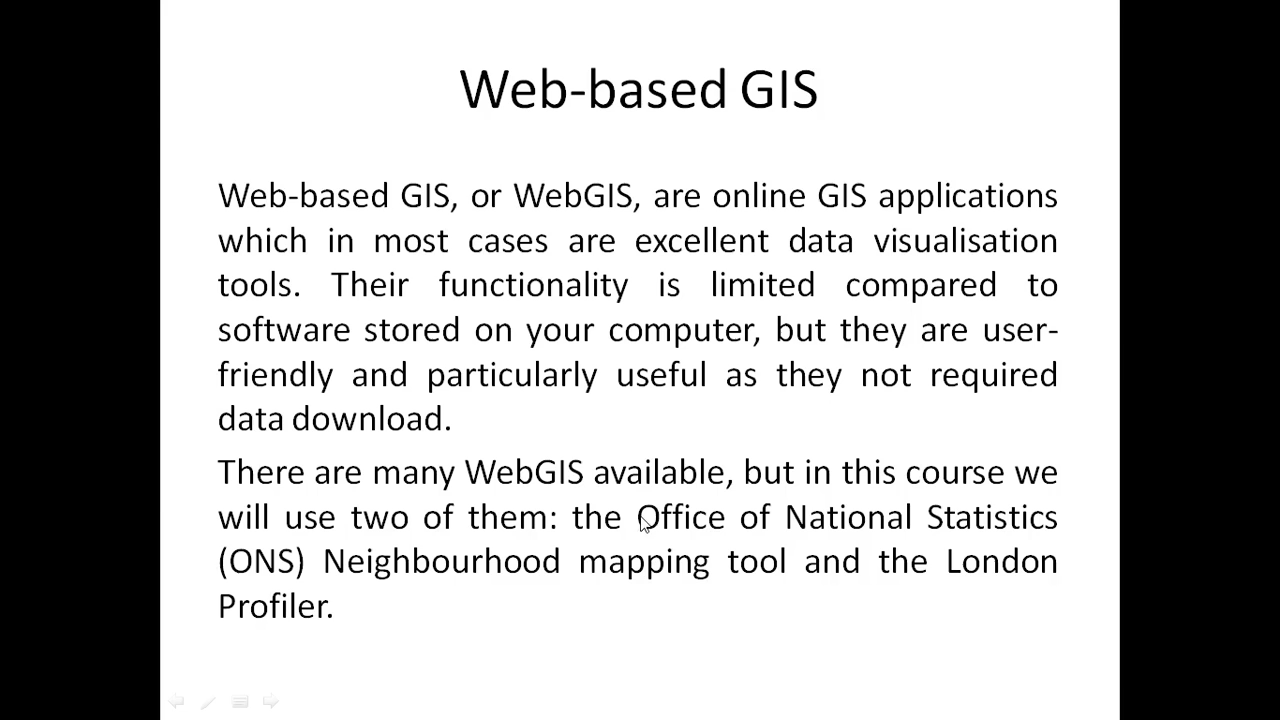 Web-based GIS
Web-based GIS, or WebGIS, are online GIS applications
which in most cases are excellent data visualisation
tools. Their functionality is limited compared to
software stored on your computer, but they are user-
friendly and particularly useful as they not required
data download.
There are many WebGIS available, but in this course we
will use two of them: the Office of National Statistics
(ONS) Neighbourhood mapping tool and the London
Profiler.